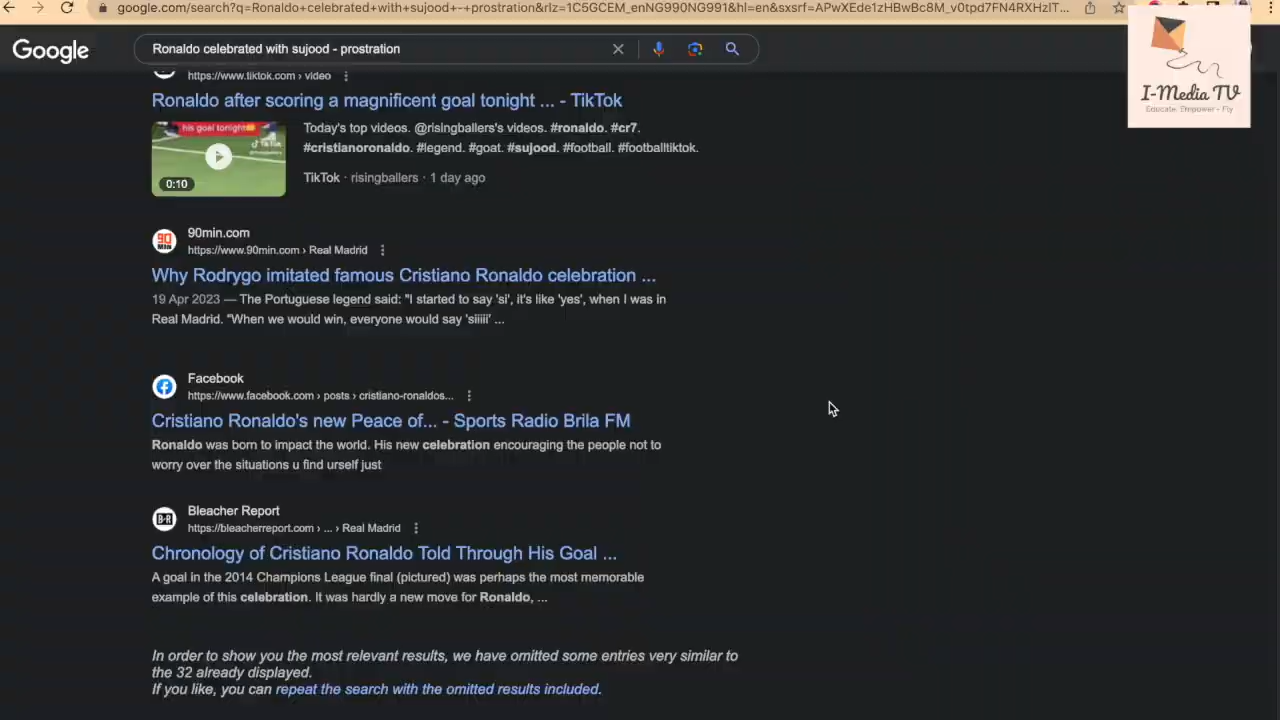 google.com/search?q=Ronaldo+celebrated+with+sujood+-+prostration&rlz=1C5GCEM_enNG990NG991&hl=en&sxsrf=APwXEde1zHBwBc8M_v0tpd7FN4RXHzIT...
Google
Ronaldo celebrated with sujood - prostration
I-Media TV
Educate. Empower - Fly
https://www.tiktok.com › video
Ronaldo after scoring a magnificent goal tonight ... - TikTok
his goal tonight
TikTok
0:10
Today's top videos. @risingballers's videos. #ronaldo. #cr7.
#cristianoronaldo. #legend. #goat. #sujood. #football. #footballtiktok.
TikTok · risingballers · 1 day ago
90min.com
https://www.90min.com › Real Madrid
Why Rodrygo imitated famous Cristiano Ronaldo celebration ...
19 Apr 2023 — The Portuguese legend said: "I started to say 'si', it's like 'yes', when I was in
Real Madrid. "When we would win, everyone would say 'siiiii' ...
Facebook
https://www.facebook.com › posts › cristiano-ronaldos...
Cristiano Ronaldo's new Peace of... - Sports Radio Brila FM
Ronaldo was born to impact the world. His new celebration encouraging the people not to
worry over the situations u find urself just
Bleacher Report
https://bleacherreport.com › ... › Real Madrid
Chronology of Cristiano Ronaldo Told Through His Goal ...
A goal in the 2014 Champions League final (pictured) was perhaps the most memorable
example of this celebration. It was hardly a new move for Ronaldo, ...
In order to show you the most relevant results, we have omitted some entries very similar to
the 32 already displayed.
If you like, you can repeat the search with the omitted results included.